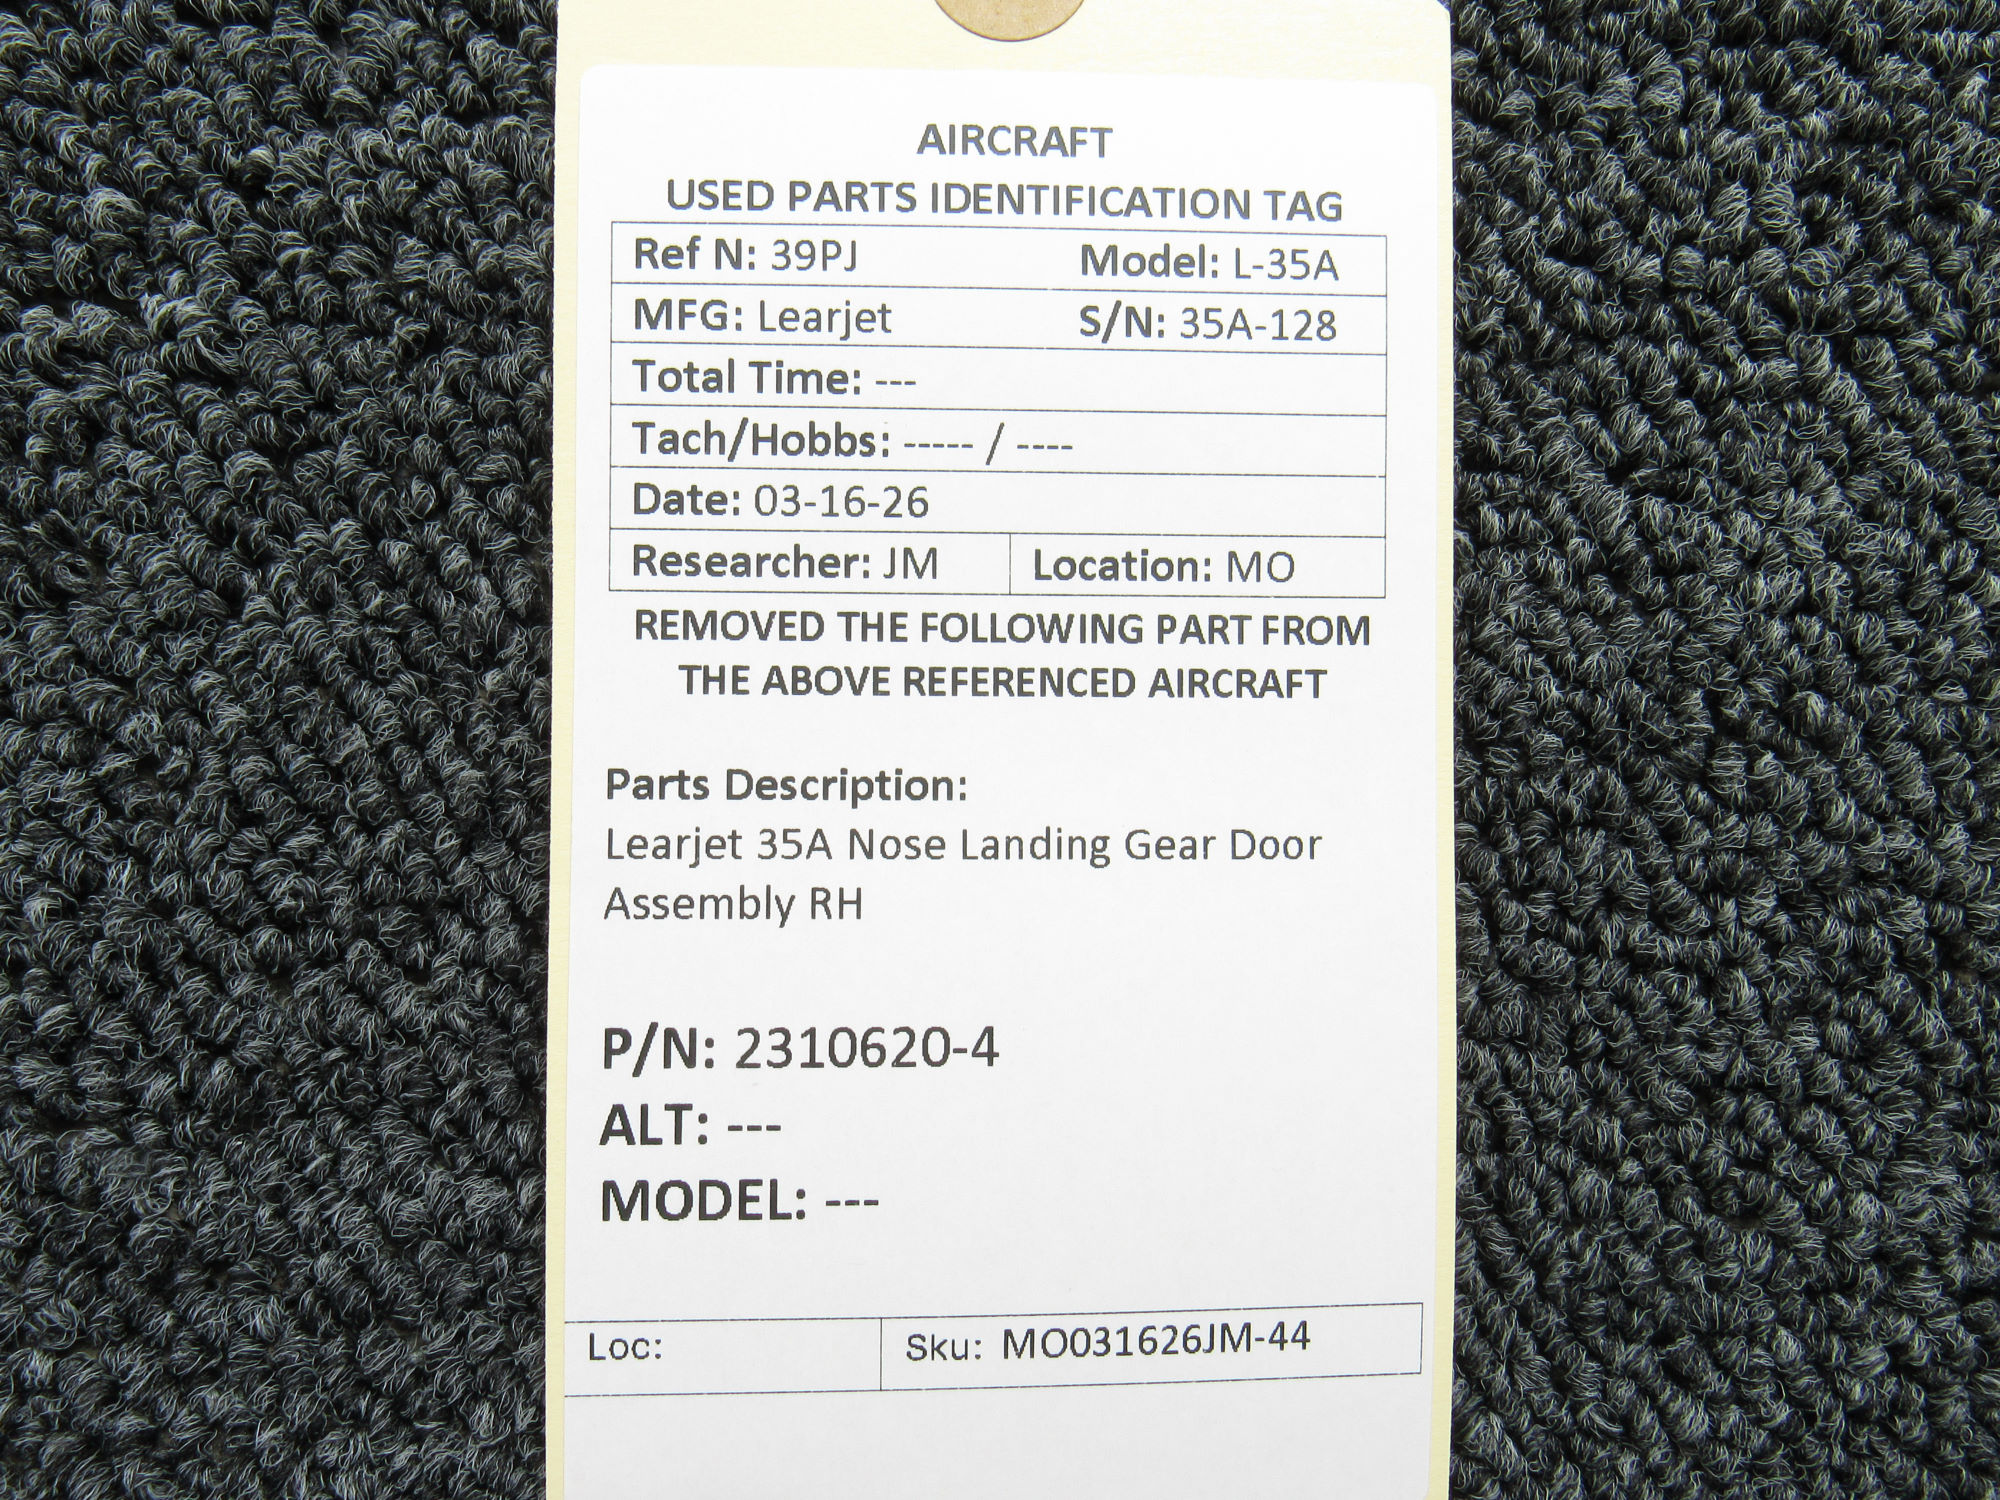 AIRCRAFT
USED PARTS IDENTIFICATION TAG
Ref N: 39PJ Model: L-35A
MFG: Learjet S/N: 35A-128
Total Time: ---
Tach/Hobbs: ----- / ----
Date: 03-16-26
Researcher: JM Location: MO
REMOVED THE FOLLOWING PART FROM
THE ABOVE REFERENCED AIRCRAFT
Parts Description:
Learjet 35A Nose Landing Gear Door
Assembly RH
P/N: 2310620-4
ALT: ---
MODEL: ---
Loc: Sku: MO031626JM-44